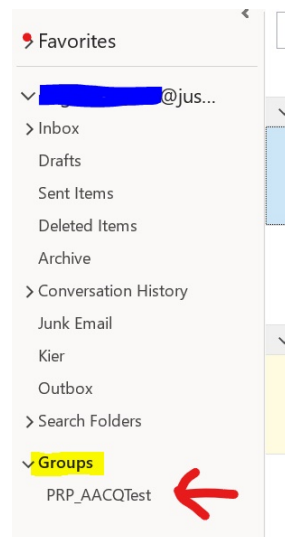 Favorites
@jus...
Inbox
Drafts
Sent Items
Deleted Items
Archive
Conversation History
Junk Email
Kier
Outbox
Search Folders
Groups
PRP_AACQTest